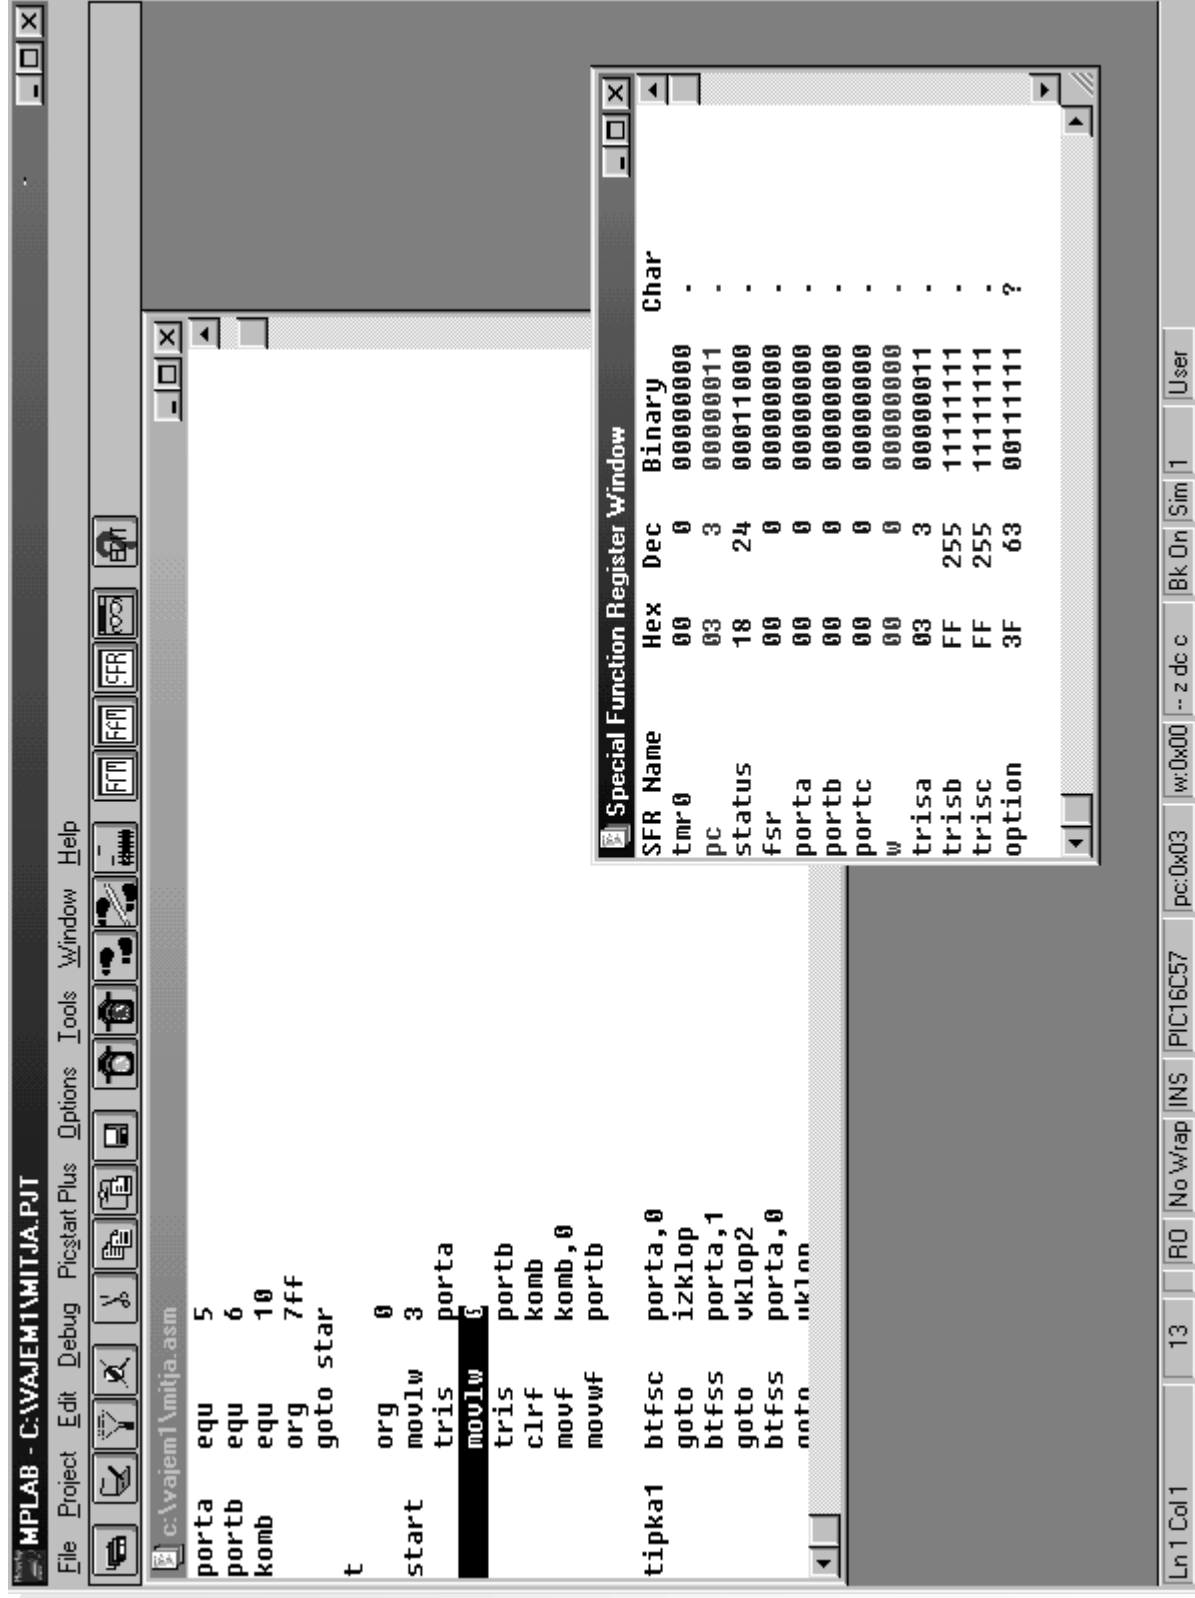 MPLAB - C:\VAJEM1\MITJA.PJT
File Project Edit Debug Picstart Plus Options Tools Window Help
c:\vajem1\mitja.asm
porta equ 5
portb equ 6
komb equ 10
org 7ff
goto star
t
org 0
start movlw 3
tris porta
movlw 0
tris portb
clrf komb
movf komb,0
movwf portb
tipka1 btfsc porta,0
goto izklop
btfss porta,1
goto vklop2
btfss porta,0
goto vklop
Special Function Register Window
SFR Name Hex Dec Binary Char
tmr0 00 0 00000000 .
pc 03 3 00000011 .
status 18 24 00011000 .
fsr 00 0 00000000 .
porta 00 0 00000000 .
portb 00 0 00000000 .
portc 00 0 00000000 .
w 00 0 00000000 .
trisa 03 3 00000011 .
trisb FF 255 11111111 .
trisc FF 255 11111111 .
option 3F 63 00111111 ?
Ln 1 Col 1 13 RO No Wrap INS PIC16C57 pc:0x03 w:0x00 -- z dc c Bk On Sim 1 User